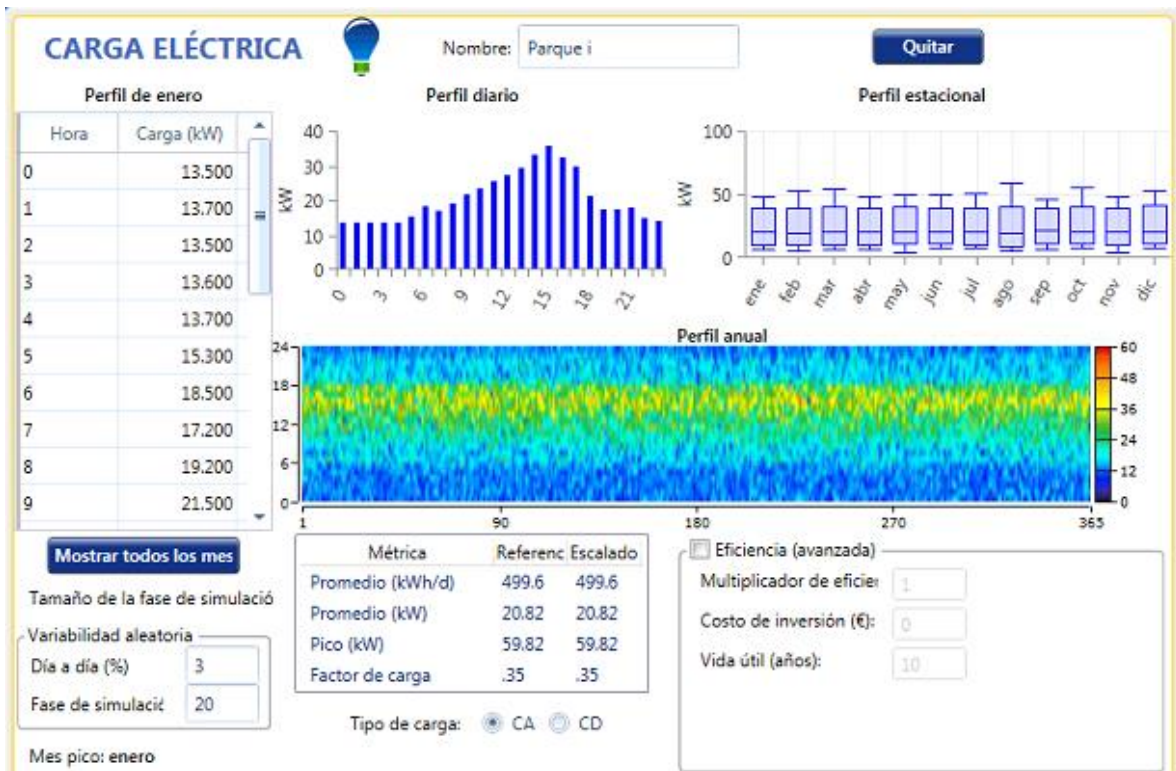 CARGA ELÉCTRICA
Nombre: Parque i
Quitar
Perfil de enero
Hora Carga (kW)
0 13.500
1 13.700
2 13.500
3 13.600
4 13.700
5 15.300
6 18.500
7 17.200
8 19.200
9 21.500
Mostrar todos los mes
Tamaño de la fase de simulació
Variabilidad aleatoria
Día a día (%) 3
Fase de simulació 20
Mes pico: enero
Perfil diario
kW
40
30
20
10
0
0 3 6 9 12 15 18 21
Perfil estacional
kW
100
50
0
ene feb mar abr may jun jul ago sep oct nov dic
Perfil anual
24
18
12
6
0
1 90 180 270 365
60
48
36
24
12
0
Métrica Referenc Escalado
Promedio (kWh/d) 499.6 499.6
Promedio (kW) 20.82 20.82
Pico (kW) 59.82 59.82
Factor de carga .35 .35
Tipo de carga: CA CD
Eficiencia (avanzada)
Multiplicador de eficie 1
Costo de inversión (€): 0
Vida útil (años): 10